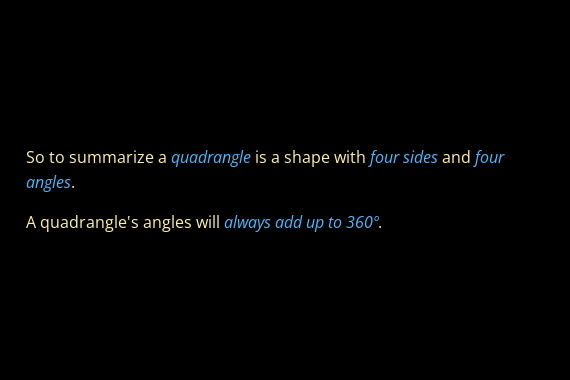 So to summarize a quadrangle is a shape with four sides and four
angles.
A quadrangle's angles will always add up to 360º.